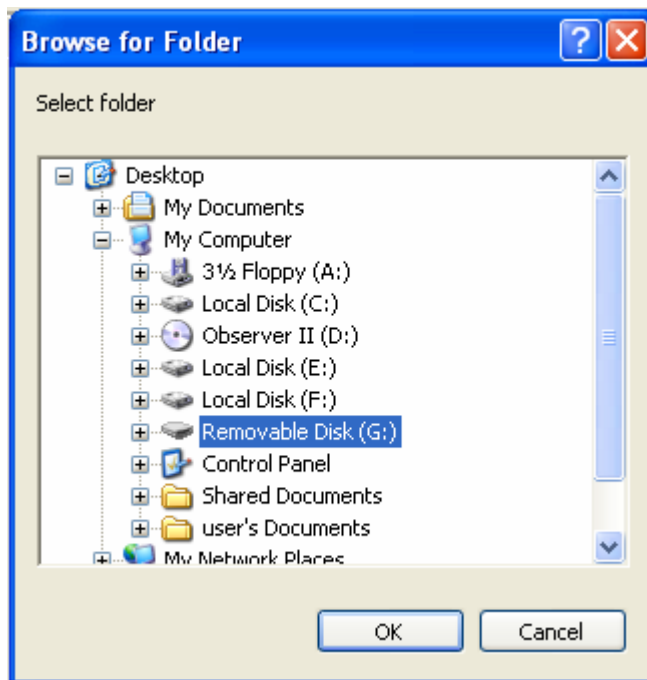 Browse for Folder
Select folder
Desktop
My Documents
My Computer
3½ Floppy (A:)
Local Disk (C:)
Observer II (D:)
Local Disk (E:)
Local Disk (F:)
Removable Disk (G:)
Control Panel
Shared Documents
user's Documents
My Network Places
OK Cancel